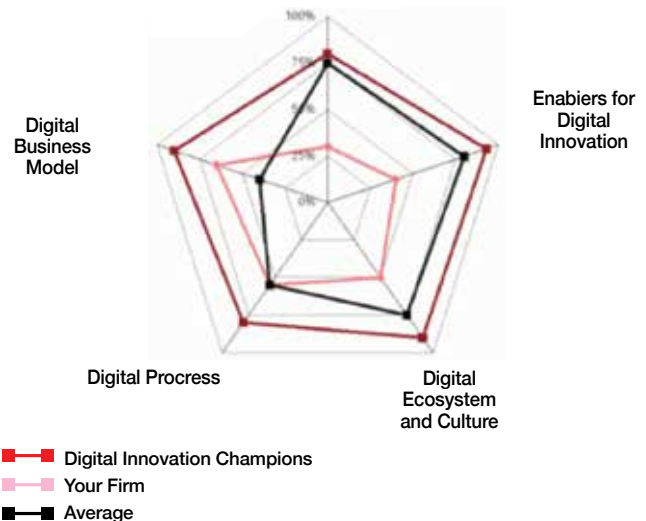 100%
75%
50%
25%
0%
Enabiers for
Digital
Innovation
Digital
Business
Model
Digital Procress
Digital
Ecosystem
and Culture
Digital Innovation Champions
Your Firm
Average